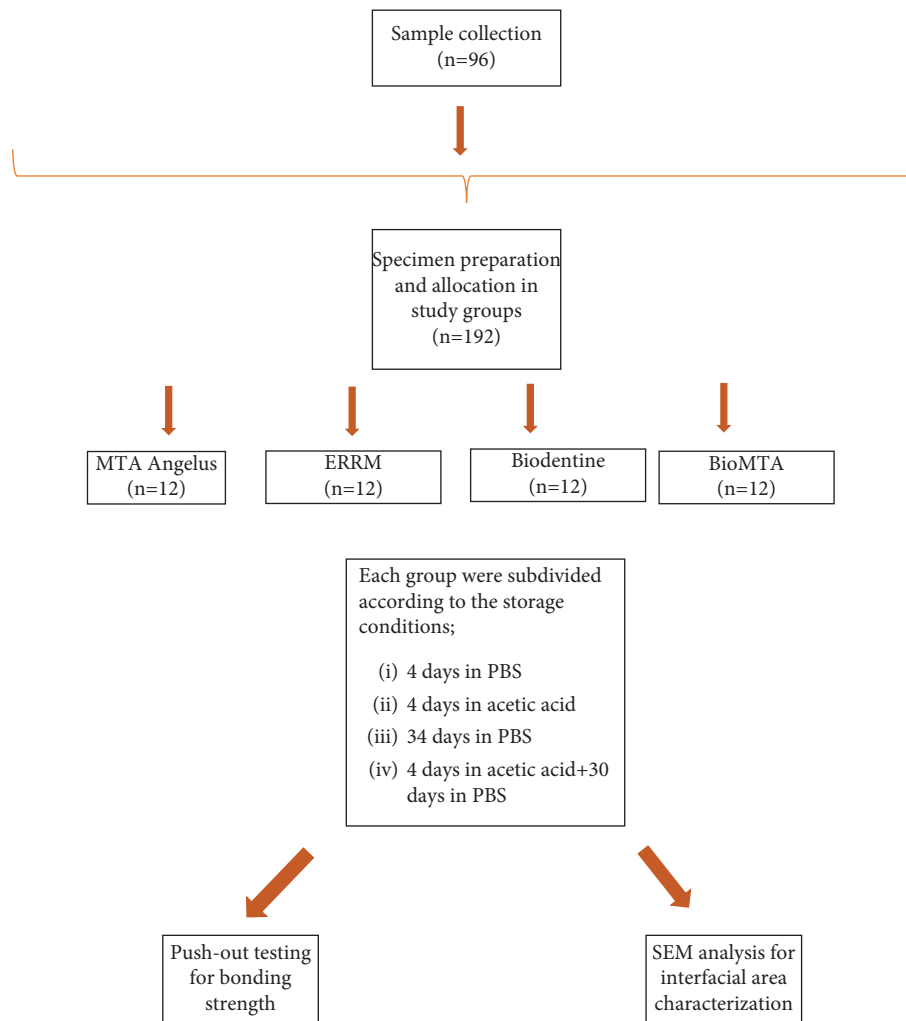 Sample collection
(n=96)
Specimen preparation
and allocation in
study groups
(n=192)
MTA Angelus
(n=12)
ERRM
(n=12)
Biodentine
(n=12)
BioMTA
(n=12)
Each group were subdivided
according to the storage
conditions;
(i) 4 days in PBS
(ii) 4 days in acetic acid
(iii) 34 days in PBS
(iv) 4 days in acetic acid+30
days in PBS
Push-out testing
for bonding
strength
SEM analysis for
interfacial area
characterization